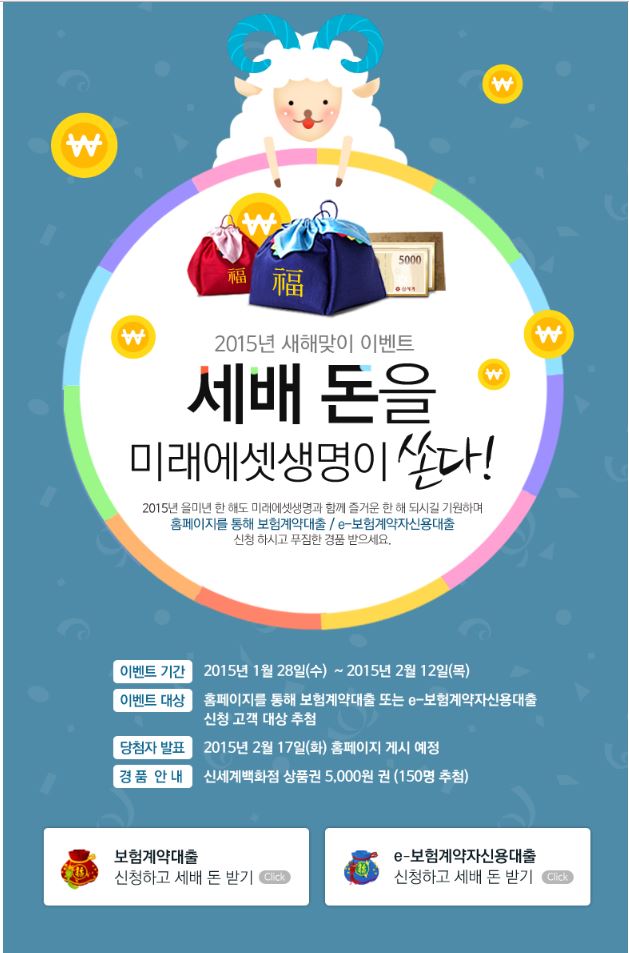 福
福
5000
2015년 새해맞이 이벤트
세배 돈을
미래에셋생명이 쏜다!
2015년 을미년 한 해도 미래에셋생명과 함께 즐거운 한 해 되시길 기원하며
홈페이지를 통해 보험계약대출 / e-보험계약자신용대출
신청 하시고 푸짐한 경품 받으세요.
이벤트 기간 2015년 1월 28일(수) ~ 2015년 2월 12일(목)
이벤트 대상 홈페이지를 통해 보험계약대출 또는 e-보험계약자신용대출
신청 고객 대상 추첨
당첨자 발표 2015년 2월 17일(화) 홈페이지 게시 예정
경품 안내 신세계백화점 상품권 5,000원 권 (150명 추첨)
보험계약대출
신청하고 세배 돈 받기 Click
e-보험계약자신용대출
신청하고 세배 돈 받기 Click